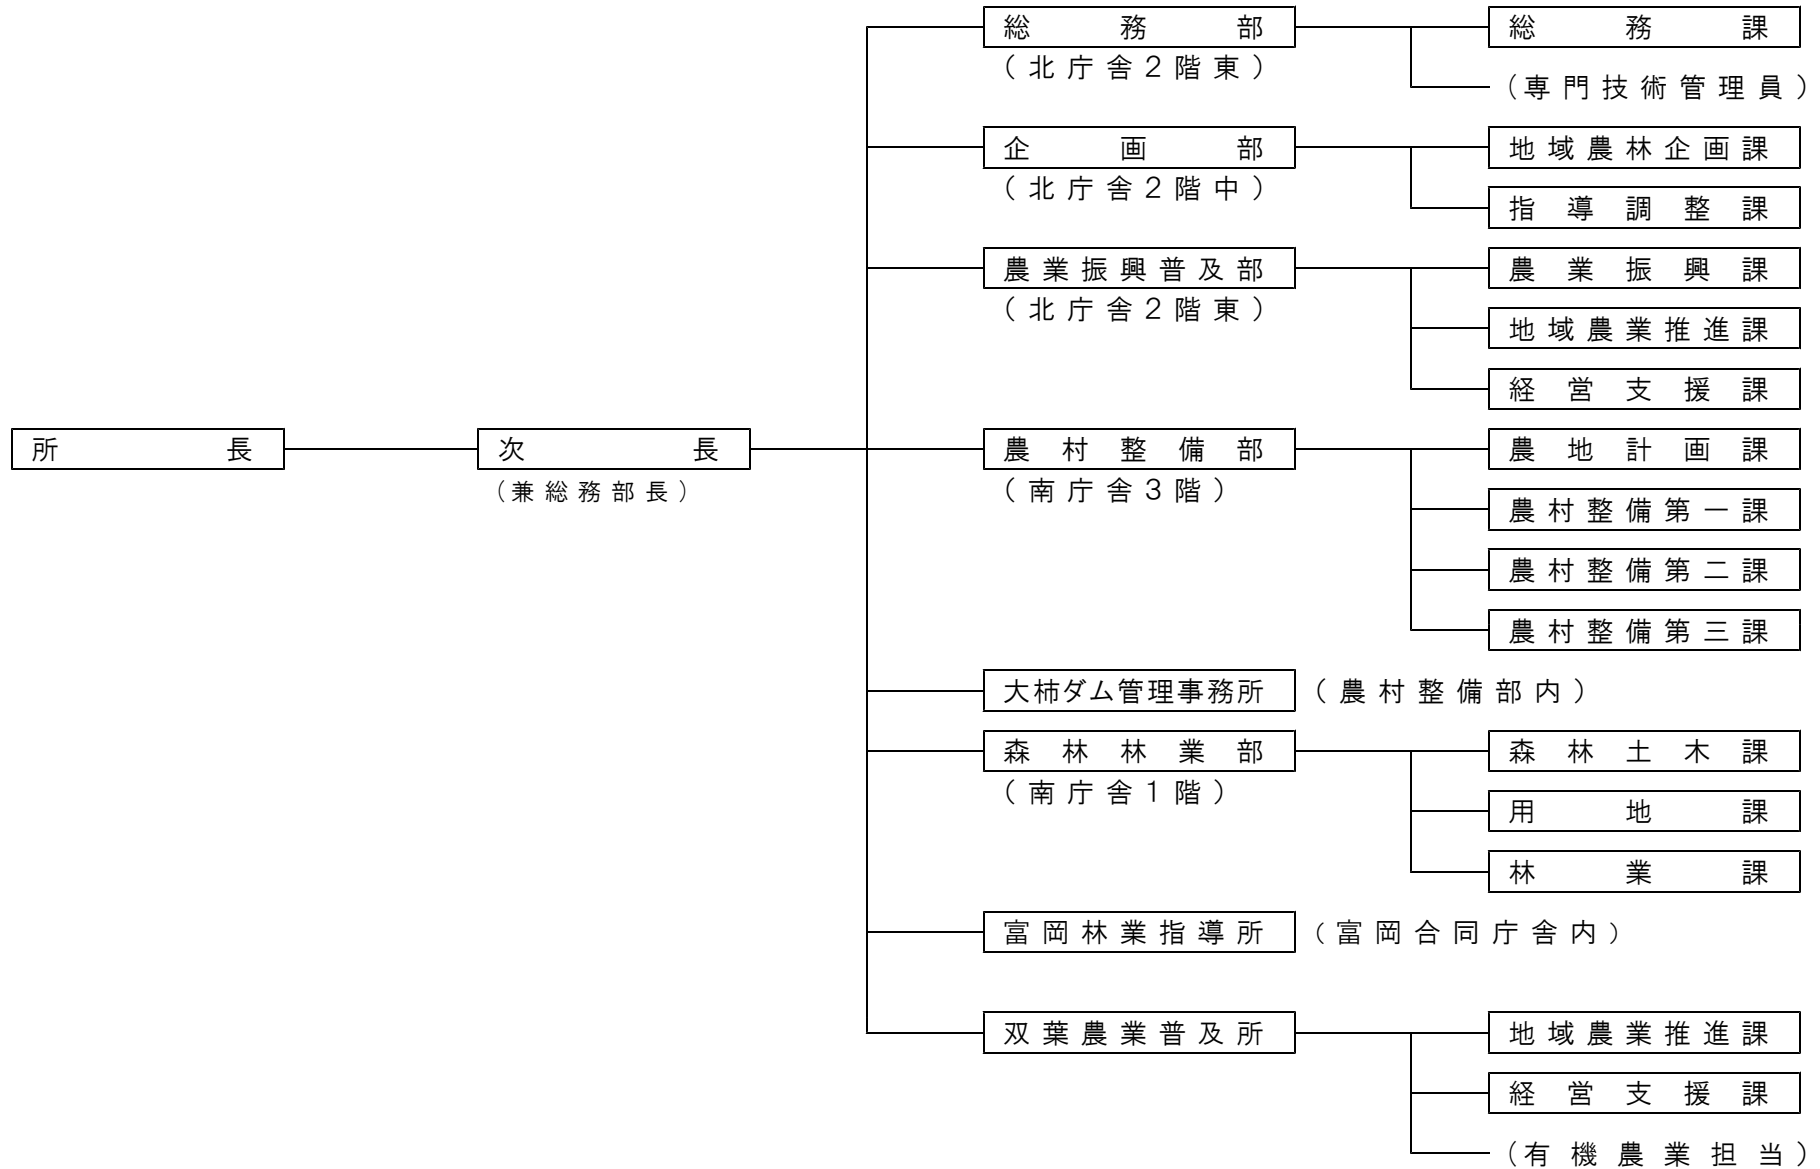 総務部
総務課
（北庁舎２階東）
（専門技術管理員）
企画部
地域農林企画課
（北庁舎２階中）
指導調整課
農業振興普及部
農業振興課
（北庁舎２階東）
地域農業推進課
経営支援課
所長
次長
農村整備部
農地計画課
（兼総務部長）
（南庁舎３階）
農村整備第一課
農村整備第二課
農村整備第三課
大柿ダム管理事務所
（農村整備部内）
森林林業部
森林土木課
（南庁舎１階）
用地課
林業課
富岡林業指導所
（富岡合同庁舎内）
双葉農業普及所
地域農業推進課
経営支援課
（有機農業担当）